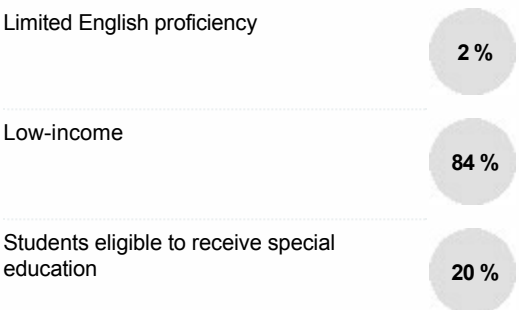 Limited English proficiency
2 %
Low-income
84 %
Students eligible to receive special
education
20 %